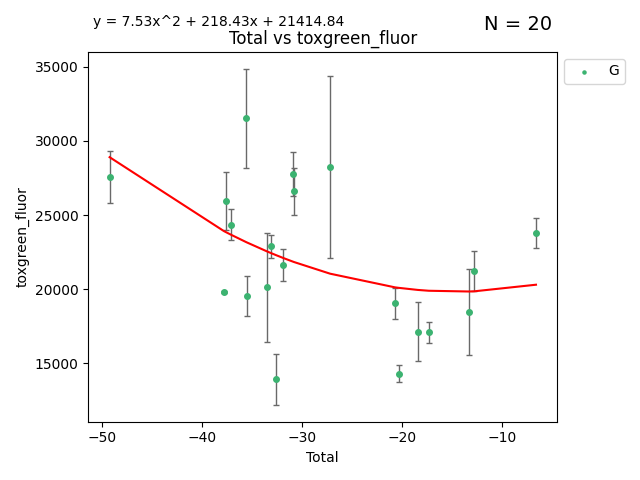 y = 7.53x^2 + 218.43x + 21414.84
N = 20
Total vs toxgreen_fluor
G
toxgreen_fluor
35000
30000
25000
20000
15000
−50 −40 −30 −20 −10
Total